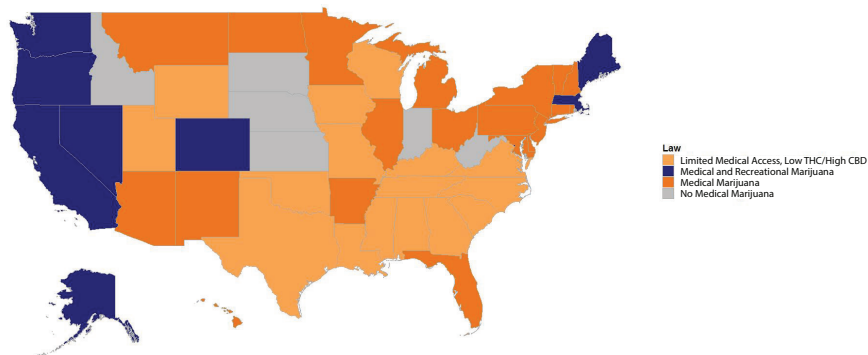 Law
Limited Medical Access, Low THC/High CBD
Medical and Recreational Marijuana
Medical Marijuana
No Medical Marijuana